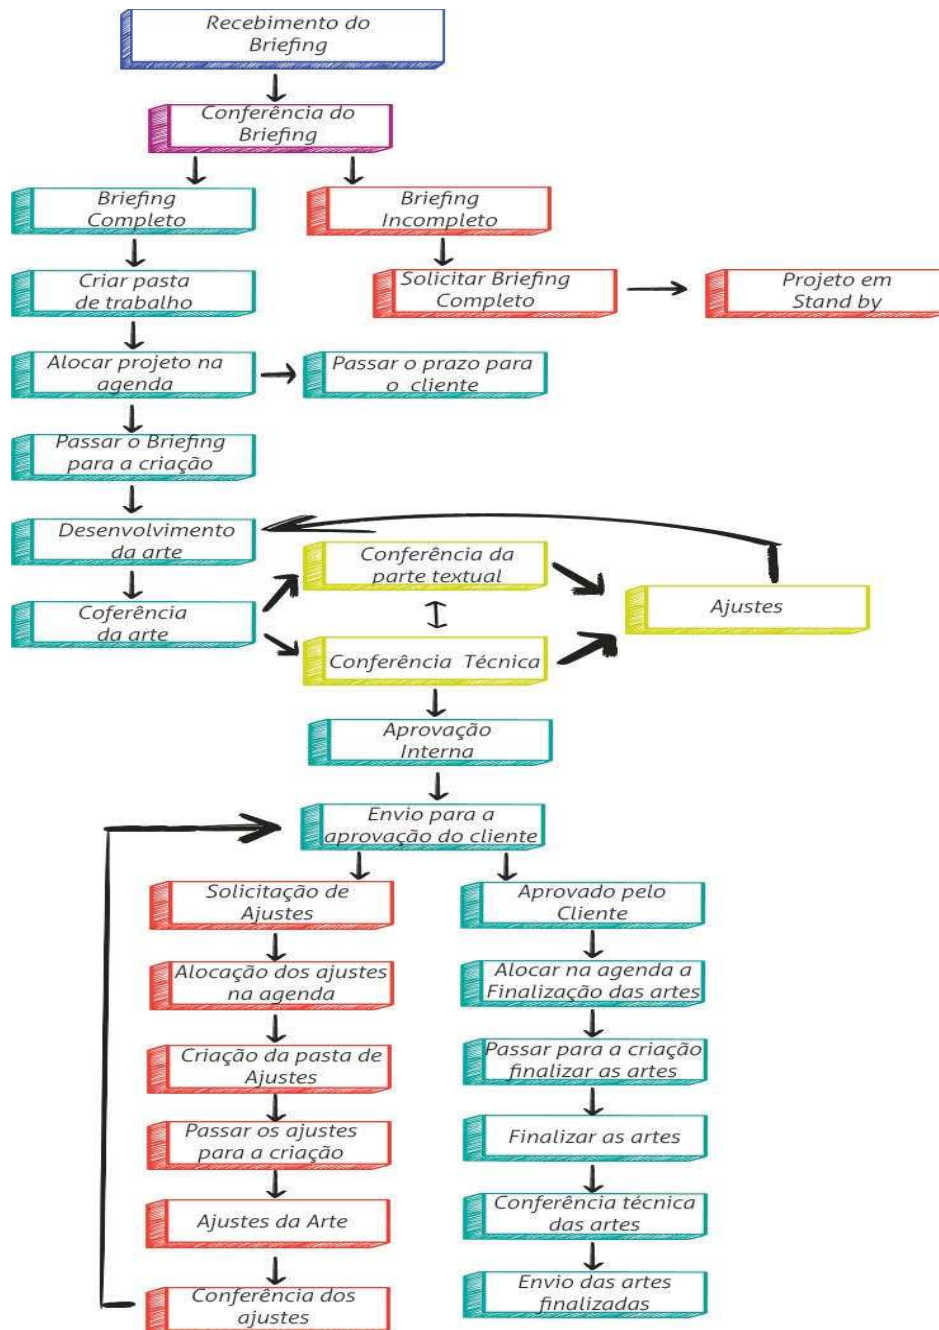 Recebimento do
Briefing
Conferência do
Briefing
Briefing
Completo
Briefing
Incompleto
Criar pasta
de trabalho
Solicitar Briefing
Completo
Projeto em
Stand by
Alocar projeto na
agenda
Passar o prazo para
o cliente
Passar o Briefing
para a criação
Desenvolvimento
da arte
Conferência da
parte textual
Ajustes
Coferência
da arte
Conferência Técnica
Aprovação
Interna
Envio para a
aprovação do cliente
Solicitação de
Ajustes
Aprovado pelo
Cliente
Alocação dos ajustes
na agenda
Alocar na agenda a
Finalização das artes
Criação da pasta de
Ajustes
Passar para a criação
finalizar as artes
Passar os ajustes
para a criação
Finalizar as artes
Ajustes da Arte
Conferência técnica
das artes
Conferência dos
ajustes
Envio das artes
finalizadas